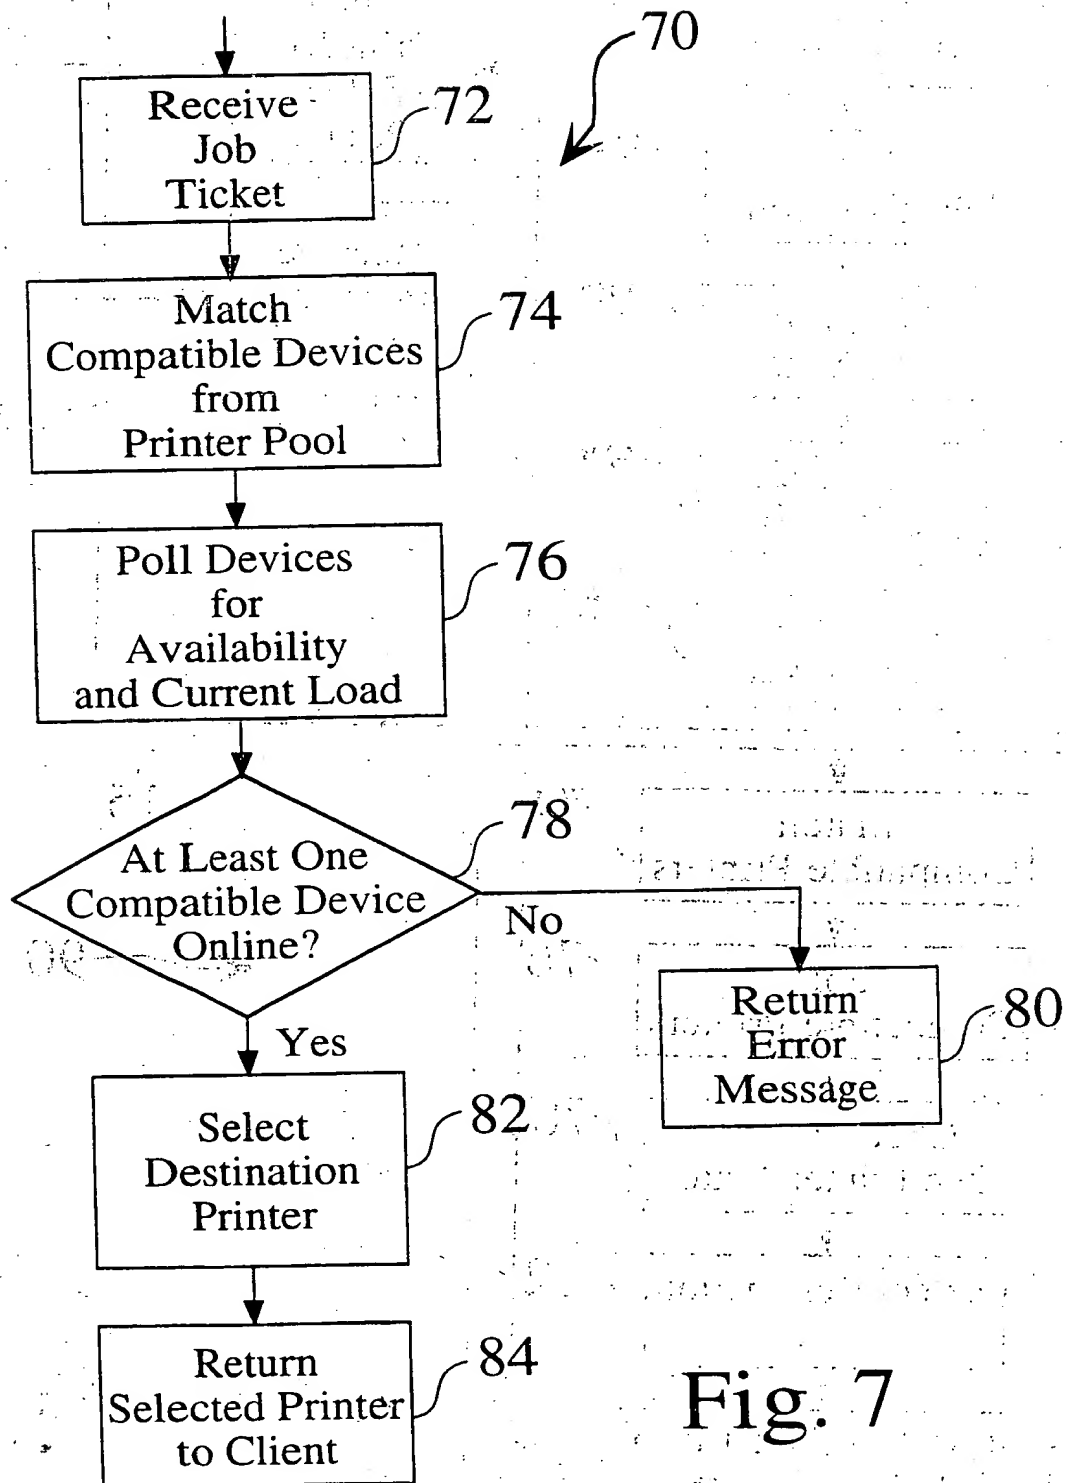 70
Receive
Job
Ticket
72
Match
Compatible Devices
from
Printer Pool
74
Poll Devices
for
Availability
and Current Load
76
At Least One
Compatible Device
Online?
78
No
Yes
Return
Error
Message
80
Select
Destination
Printer
82
Return
Selected Printer
to Client
84
Fig. 7